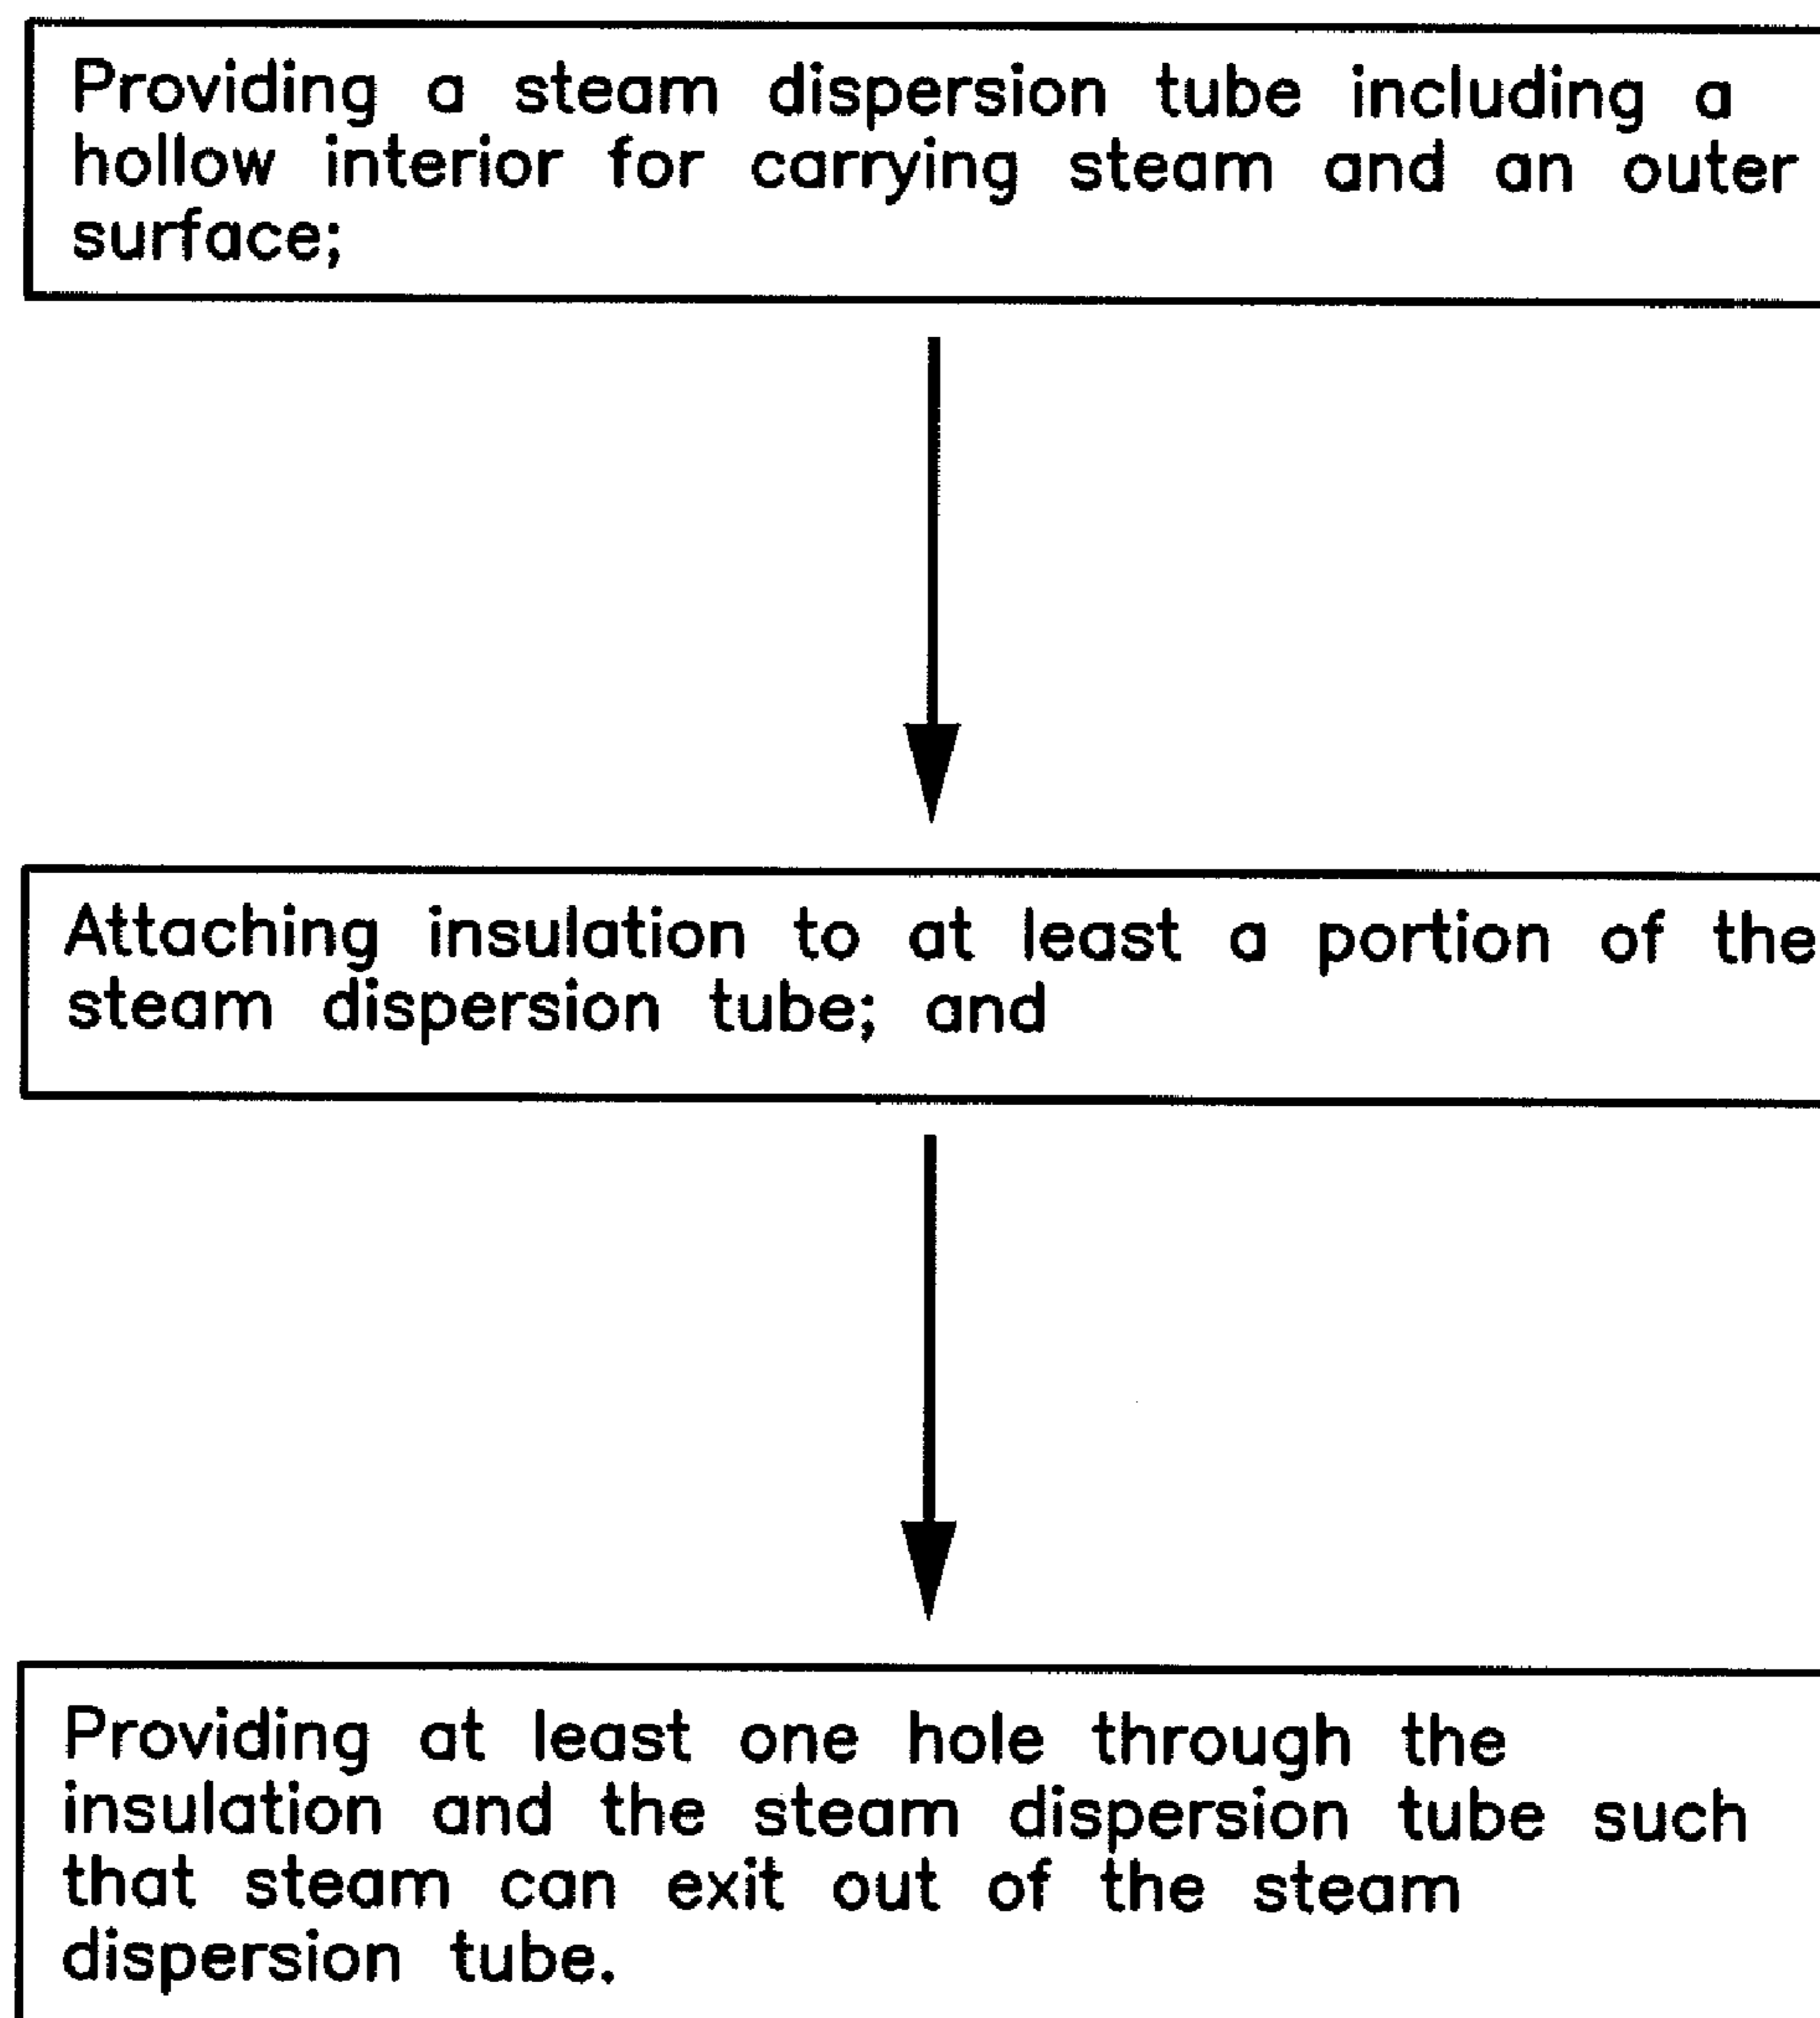 Providing a steam dispersion tube including a
hollow interior for carrying steam and an outer
surface;
Attaching insulation to at least a portion of the
steam dispersion tube; and
Providing at least one hole through the
insulation and the steam dispersion tube such
that steam can exit out of the steam
dispersion tube.